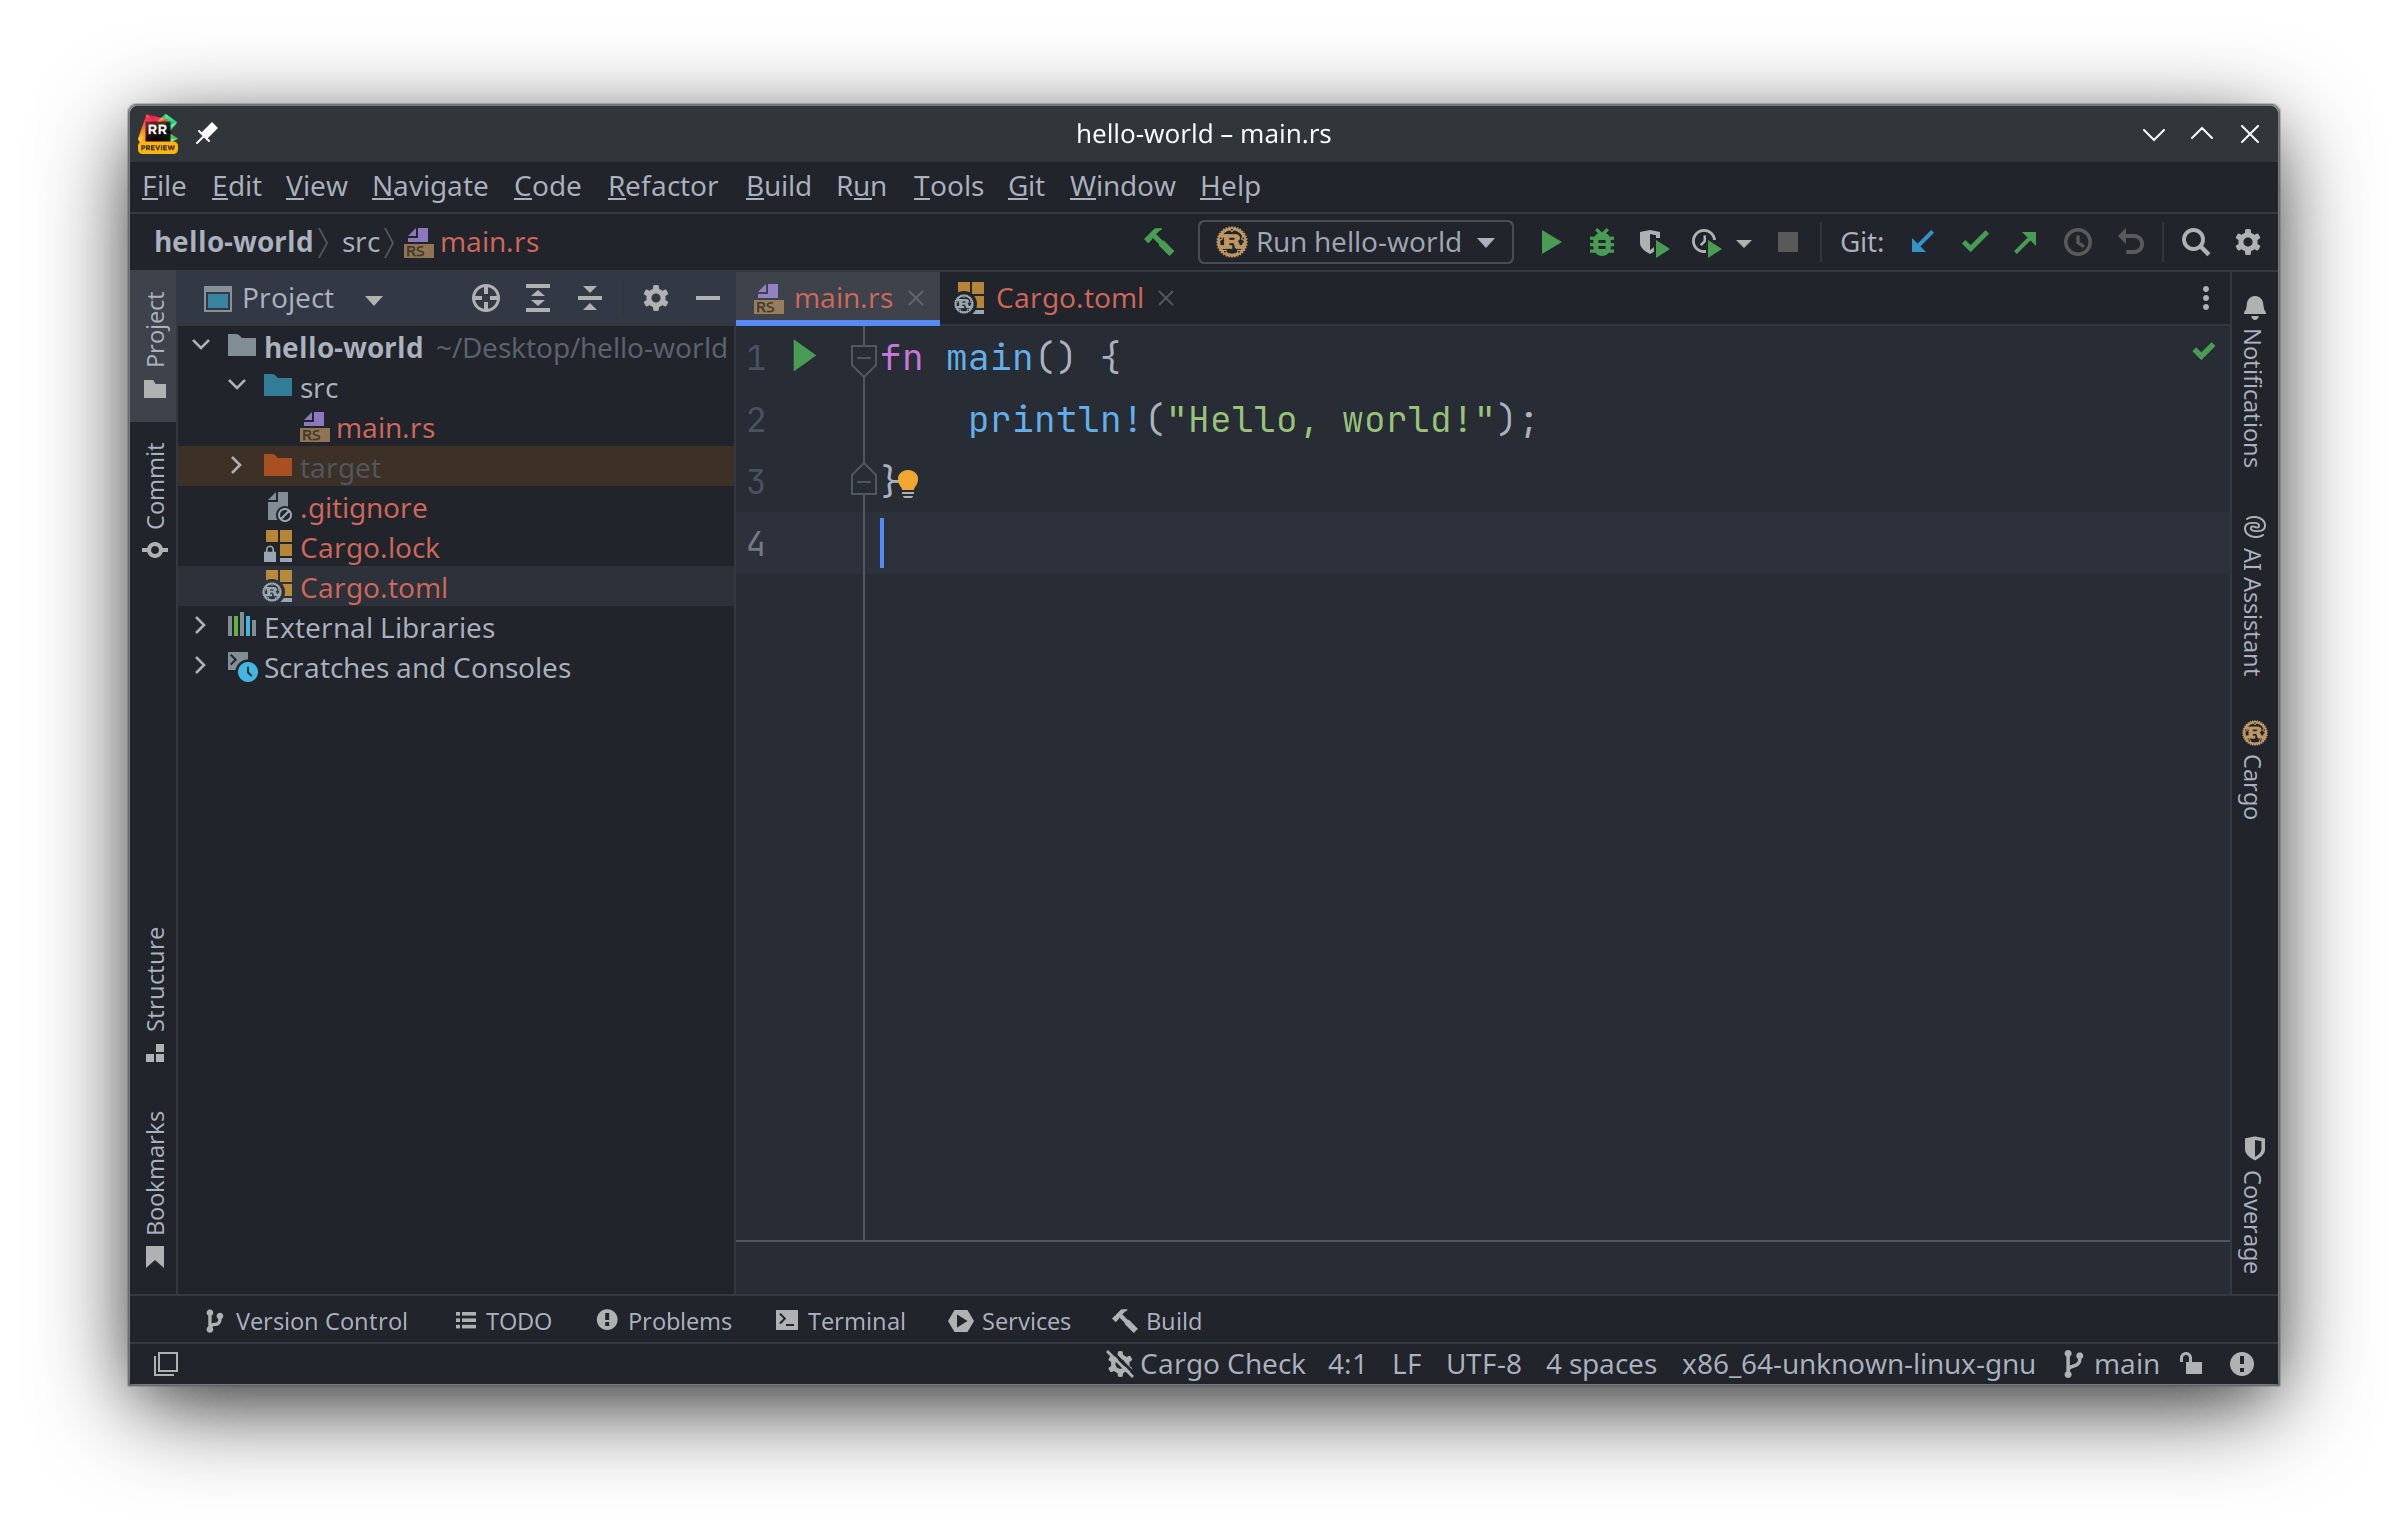 RR
PREVIEW
hello-world – main.rs
File Edit View Navigate Code Refactor Build Run Tools Git Window Help
hello-world src main.rs
Run hello-world
Git:
Project
Commit
Structure
Bookmarks
Project
hello-world ~/Desktop/hello-world
src
main.rs
target
.gitignore
Cargo.lock
Cargo.toml
External Libraries
Scratches and Consoles
main.rs Cargo.toml
1 fn main() {
2 println!("Hello, world!");
3 }
4
Notifications
AI Assistant
Cargo
Coverage
Version Control TODO Problems Terminal Services Build
Cargo Check 4:1 LF UTF-8 4 spaces x86_64-unknown-linux-gnu main